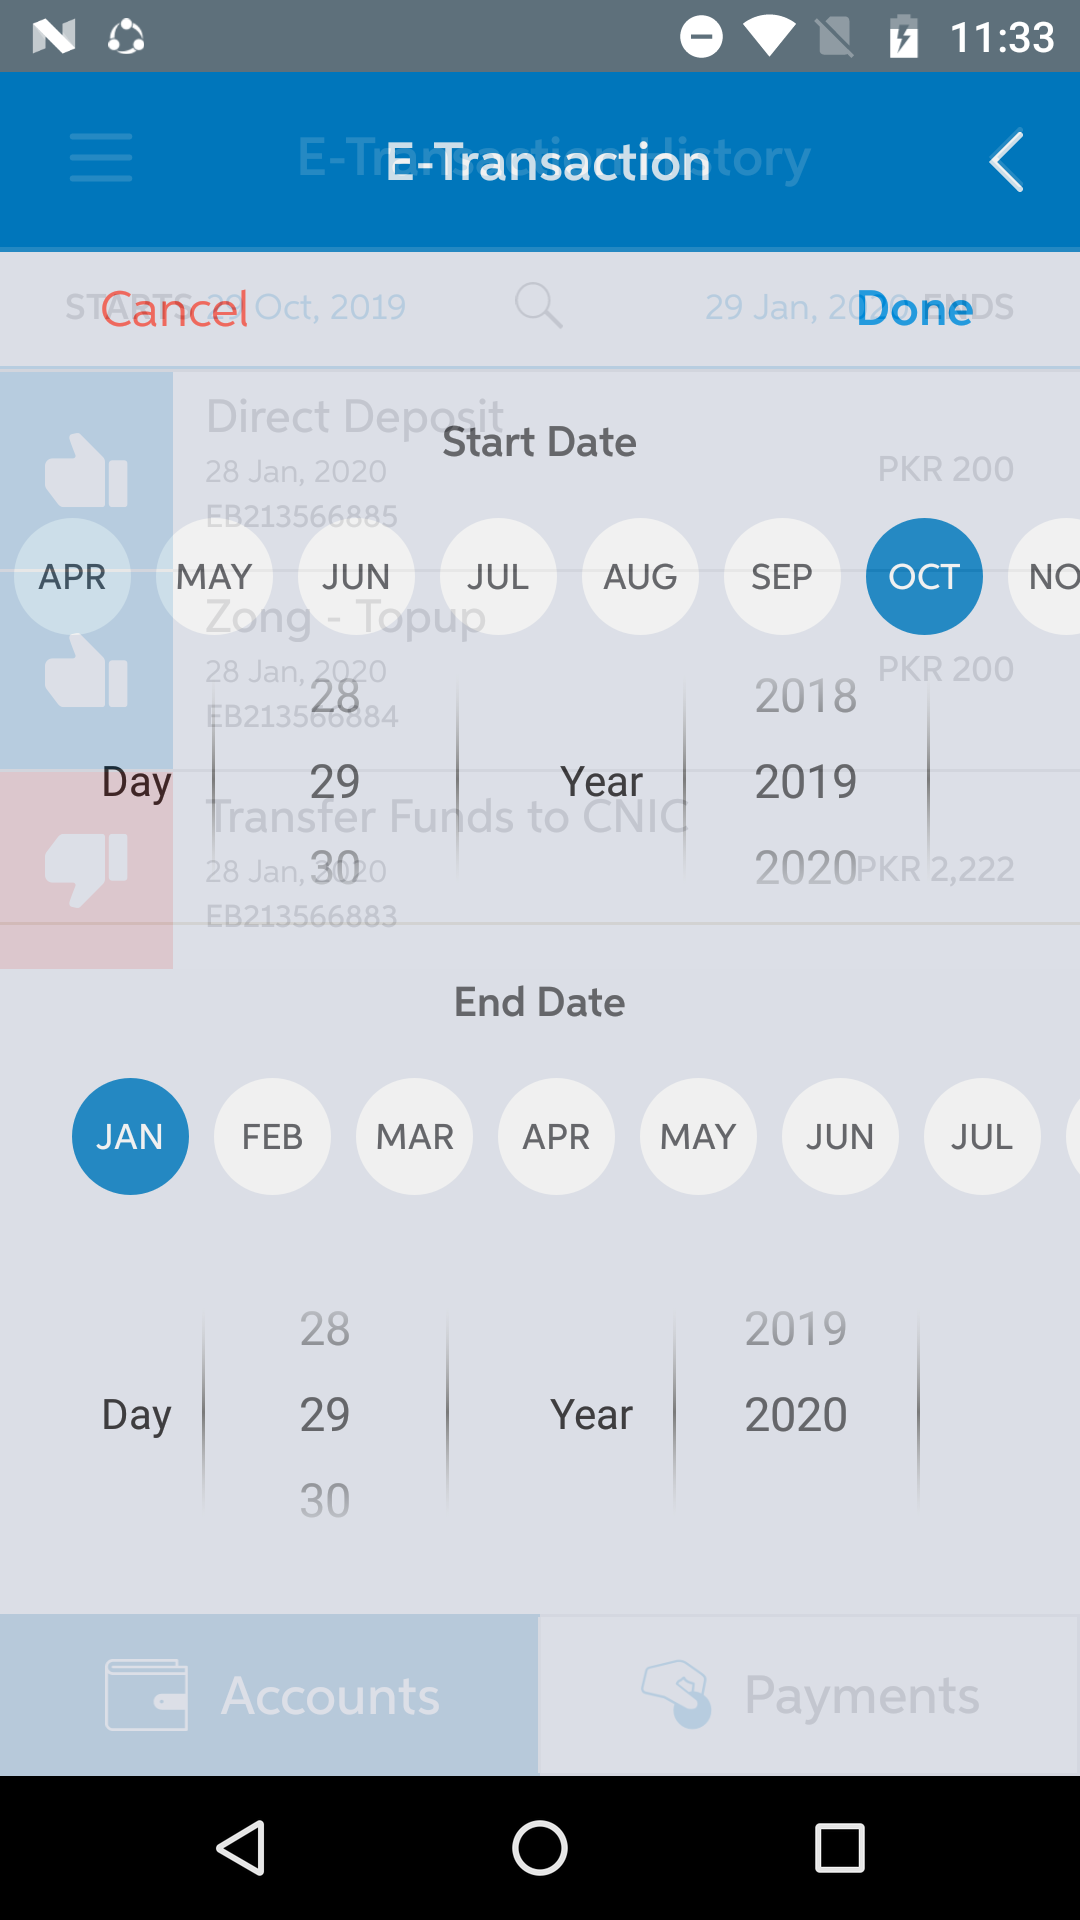 11:33
E-Transaction History
E-Transaction
STARTS 29 Oct, 2019
29 Jan, 2020 ENDS
Cancel
Done
Direct Deposit
28 Jan, 2020
EB213566885
PKR 200
Start Date
APR MAY JUN JUL AUG SEP OCT NO
Zong - Topup
28 Jan, 2020
EB213566884
PKR 200
28 2018
Day 29 Year 2019
30 2020
Transfer Funds to CNIC
28 Jan, 2020
EB213566883
PKR 2,222
End Date
JAN FEB MAR APR MAY JUN JUL
28 2019
Day 29 Year 2020
30
Accounts
Payments